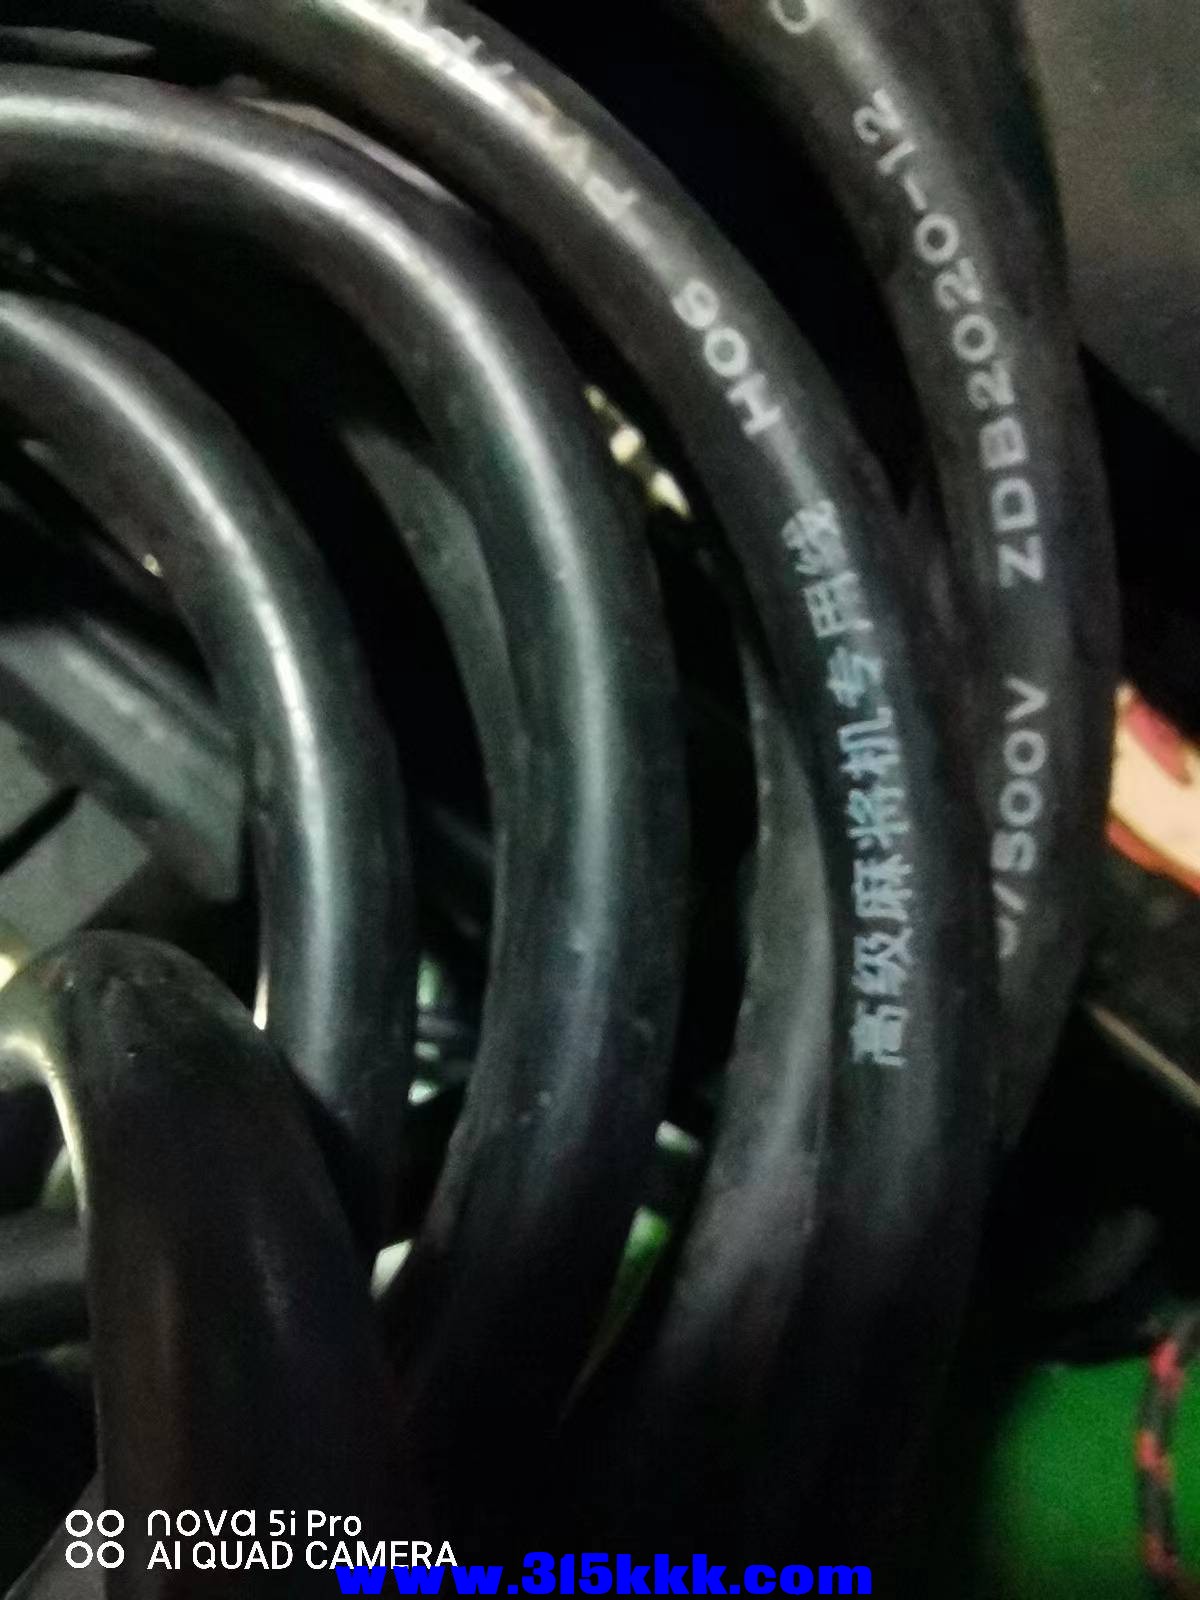 高级麻将机专用线 H06
/500V ZDB2020-12
nova 5i Pro
AI QUAD CAMERA
www.315kkk.com